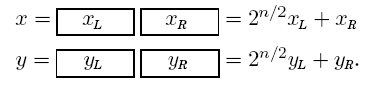 x = x_L x_R = 2^{n/2}x_L + x_R
y = y_L y_R = 2^{n/2}y_L + y_R.